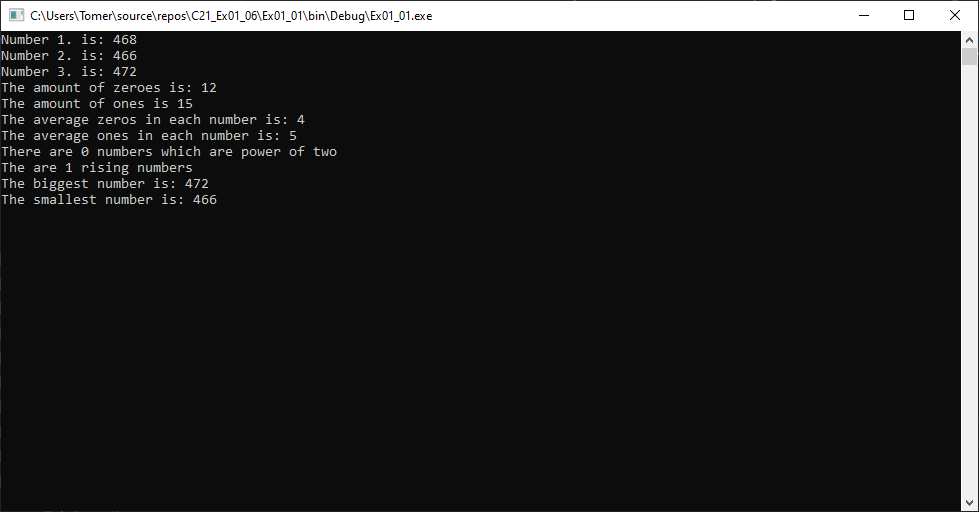 C:\Users\Tomer\source\repos\C21_Ex01_06\Ex01_01\bin\Debug\Ex01_01.exe
Number 1. is: 468
Number 2. is: 466
Number 3. is: 472
The amount of zeroes is: 12
The amount of ones is 15
The average zeros in each number is: 4
The average ones in each number is: 5
There are 0 numbers which are power of two
The are 1 rising numbers
The biggest number is: 472
The smallest number is: 466